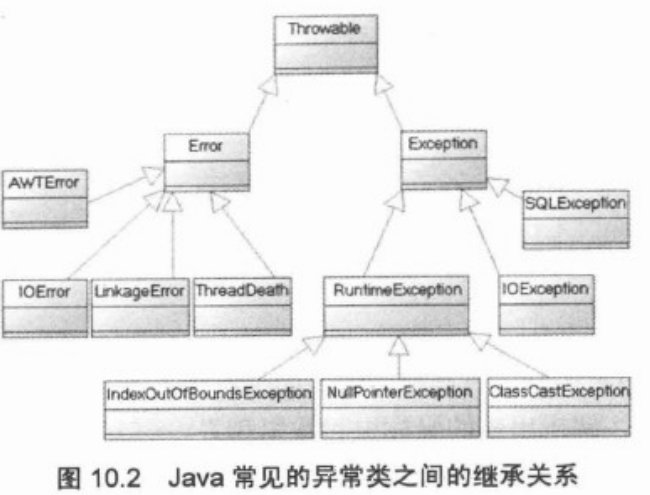 Throwable
Error
Exception
AWTError
SQLException
IOError
LinkageError
ThreadDeath
RuntimeException
IOException
IndexOutOfBoundsException
NullPointerException
ClassCastException
图 10.2 Java 常见的异常类之间的继承关系